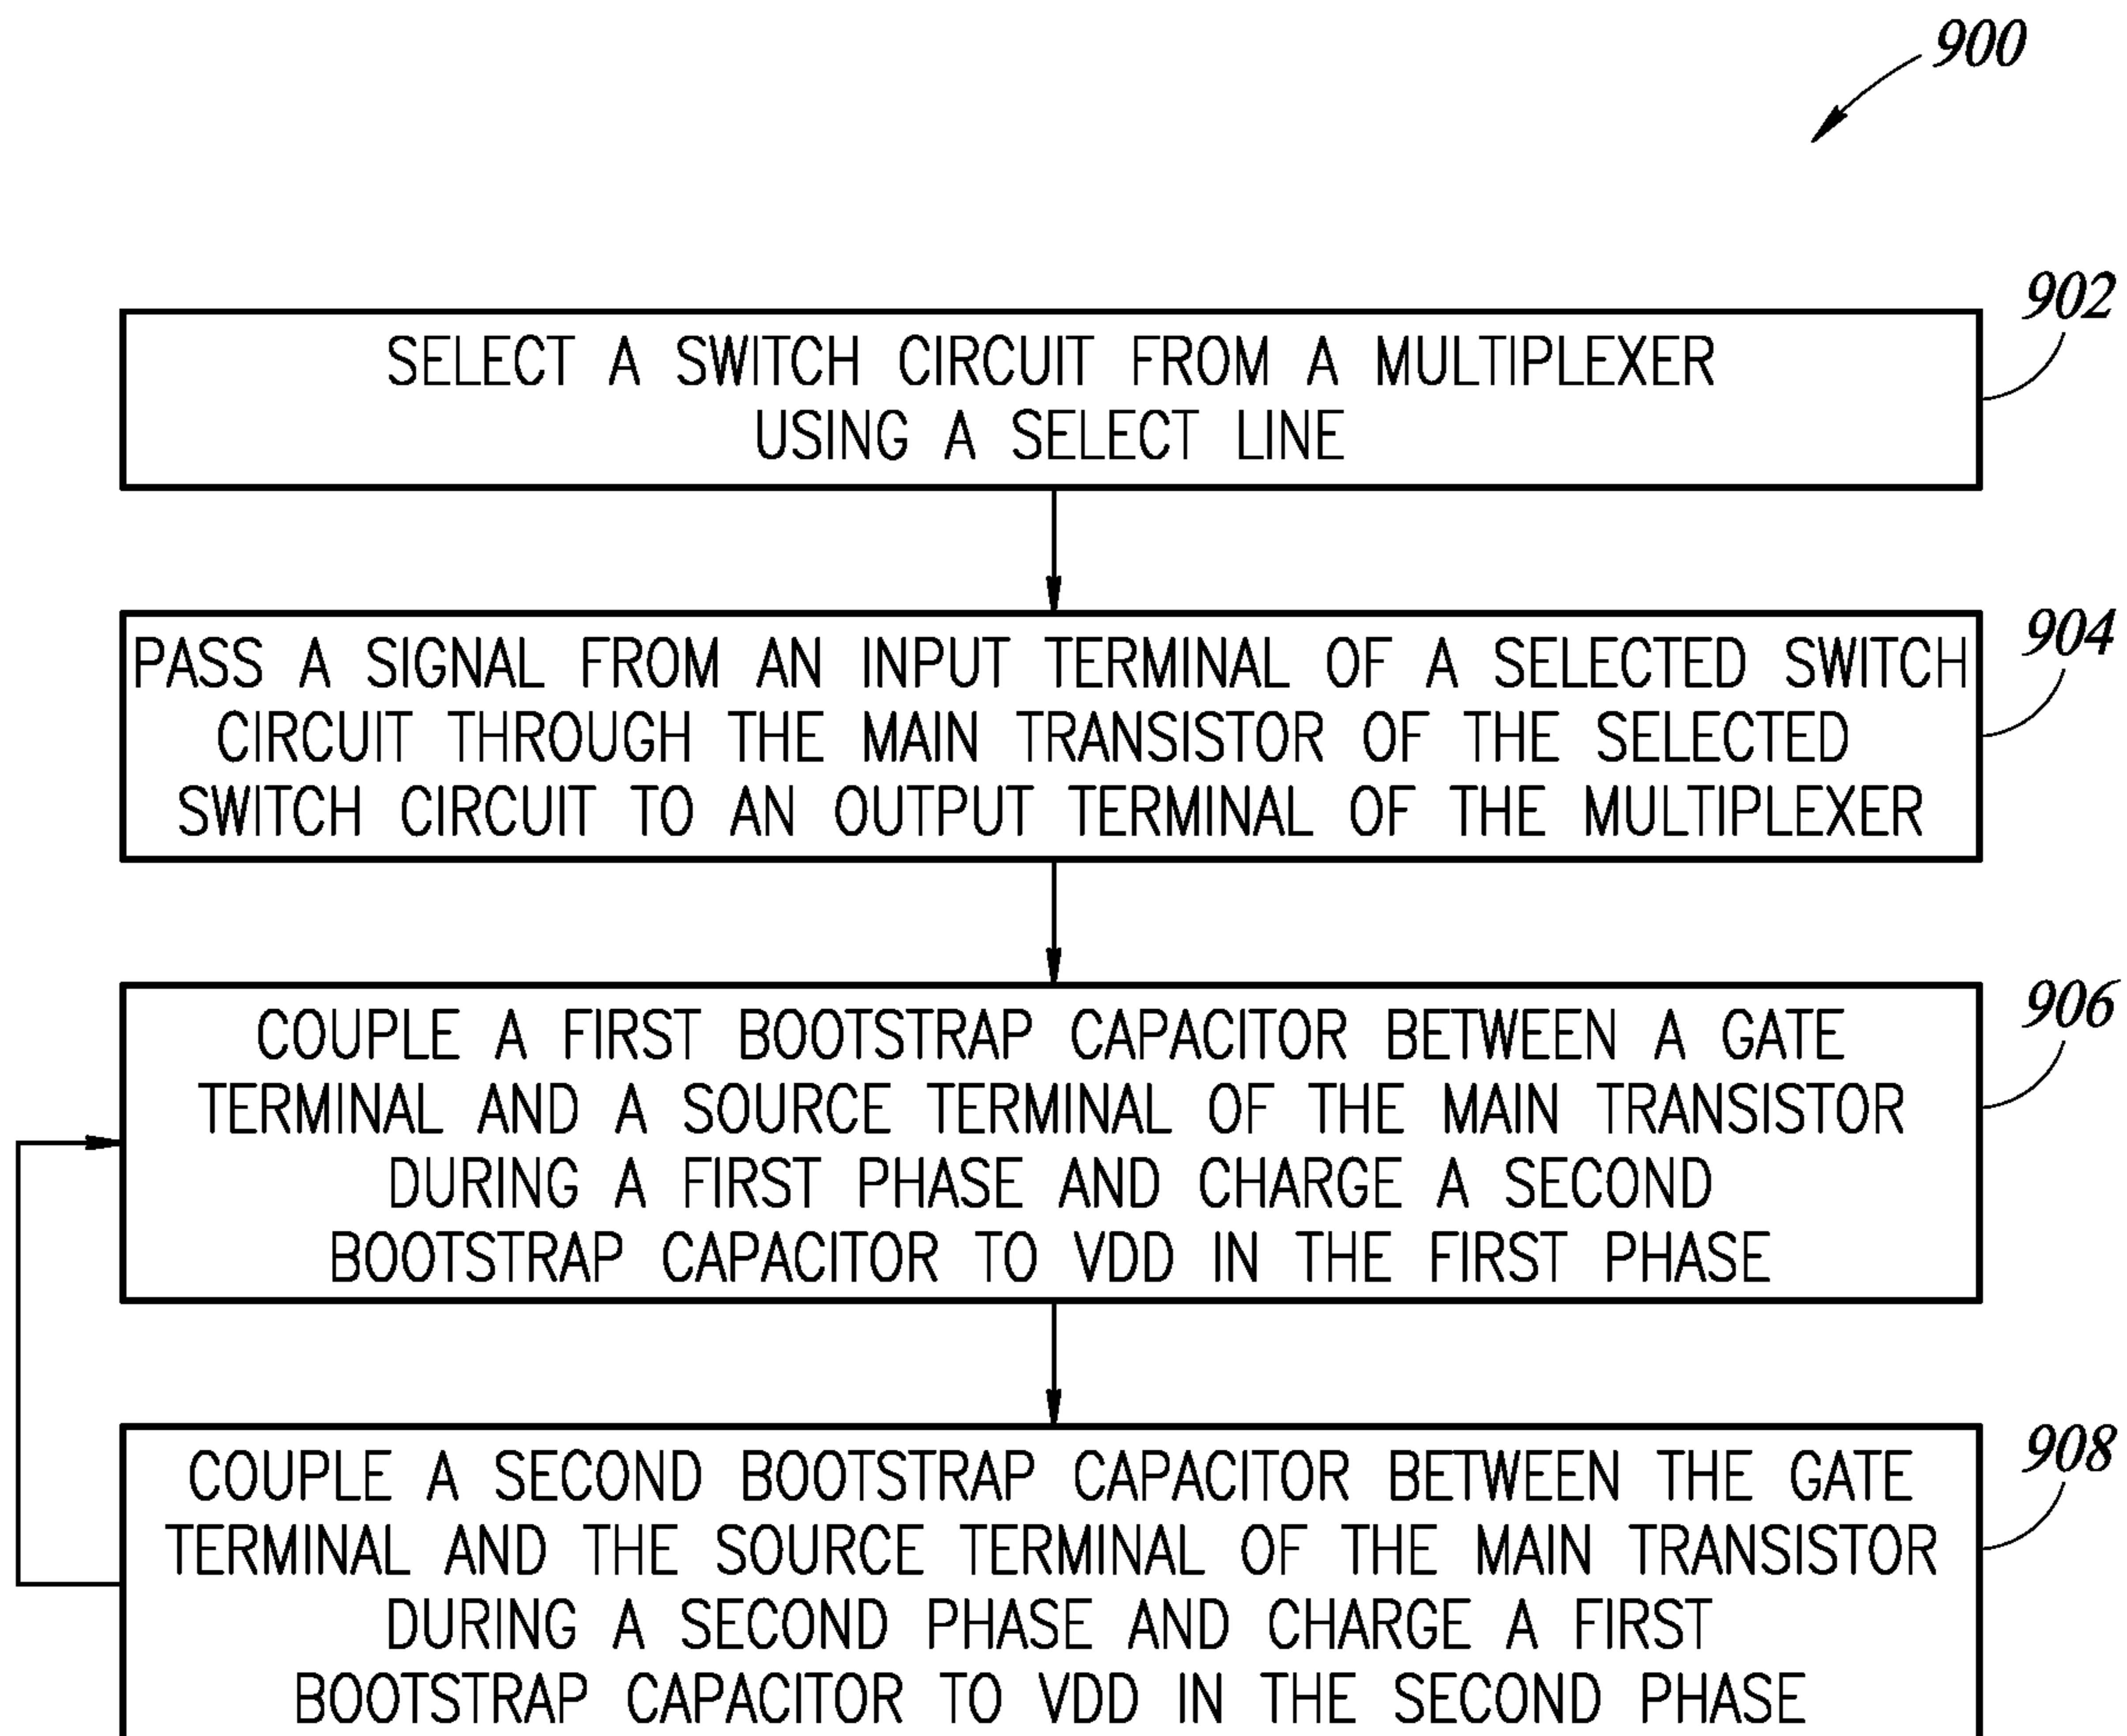 900
902
SELECT A SWITCH CIRCUIT FROM A MULTIPLEXER
USING A SELECT LINE
904
PASS A SIGNAL FROM AN INPUT TERMINAL OF A SELECTED SWITCH
CIRCUIT THROUGH THE MAIN TRANSISTOR OF THE SELECTED
SWITCH CIRCUIT TO AN OUTPUT TERMINAL OF THE MULTIPLEXER
906
COUPLE A FIRST BOOTSTRAP CAPACITOR BETWEEN A GATE
TERMINAL AND A SOURCE TERMINAL OF THE MAIN TRANSISTOR
DURING A FIRST PHASE AND CHARGE A SECOND
BOOTSTRAP CAPACITOR TO VDD IN THE FIRST PHASE
908
COUPLE A SECOND BOOTSTRAP CAPACITOR BETWEEN THE GATE
TERMINAL AND THE SOURCE TERMINAL OF THE MAIN TRANSISTOR
DURING A SECOND PHASE AND CHARGE A FIRST
BOOTSTRAP CAPACITOR TO VDD IN THE SECOND PHASE